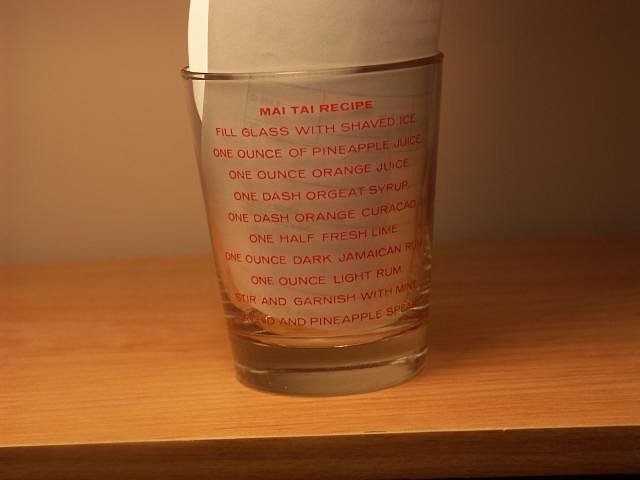 MAI TAI RECIPE
FILL GLASS WITH SHAVED ICE
ONE OUNCE OF PINEAPPLE JUICE
ONE OUNCE ORANGE JUICE
ONE DASH ORGEAT SYRUP.
ONE DASH ORANGE CURACAO
ONE HALF FRESH LIME
ONE OUNCE DARK JAMAICAN RUM
ONE OUNCE LIGHT RUM
STIR AND GARNISH WITH MINT
AND PINEAPPLE SPEAR